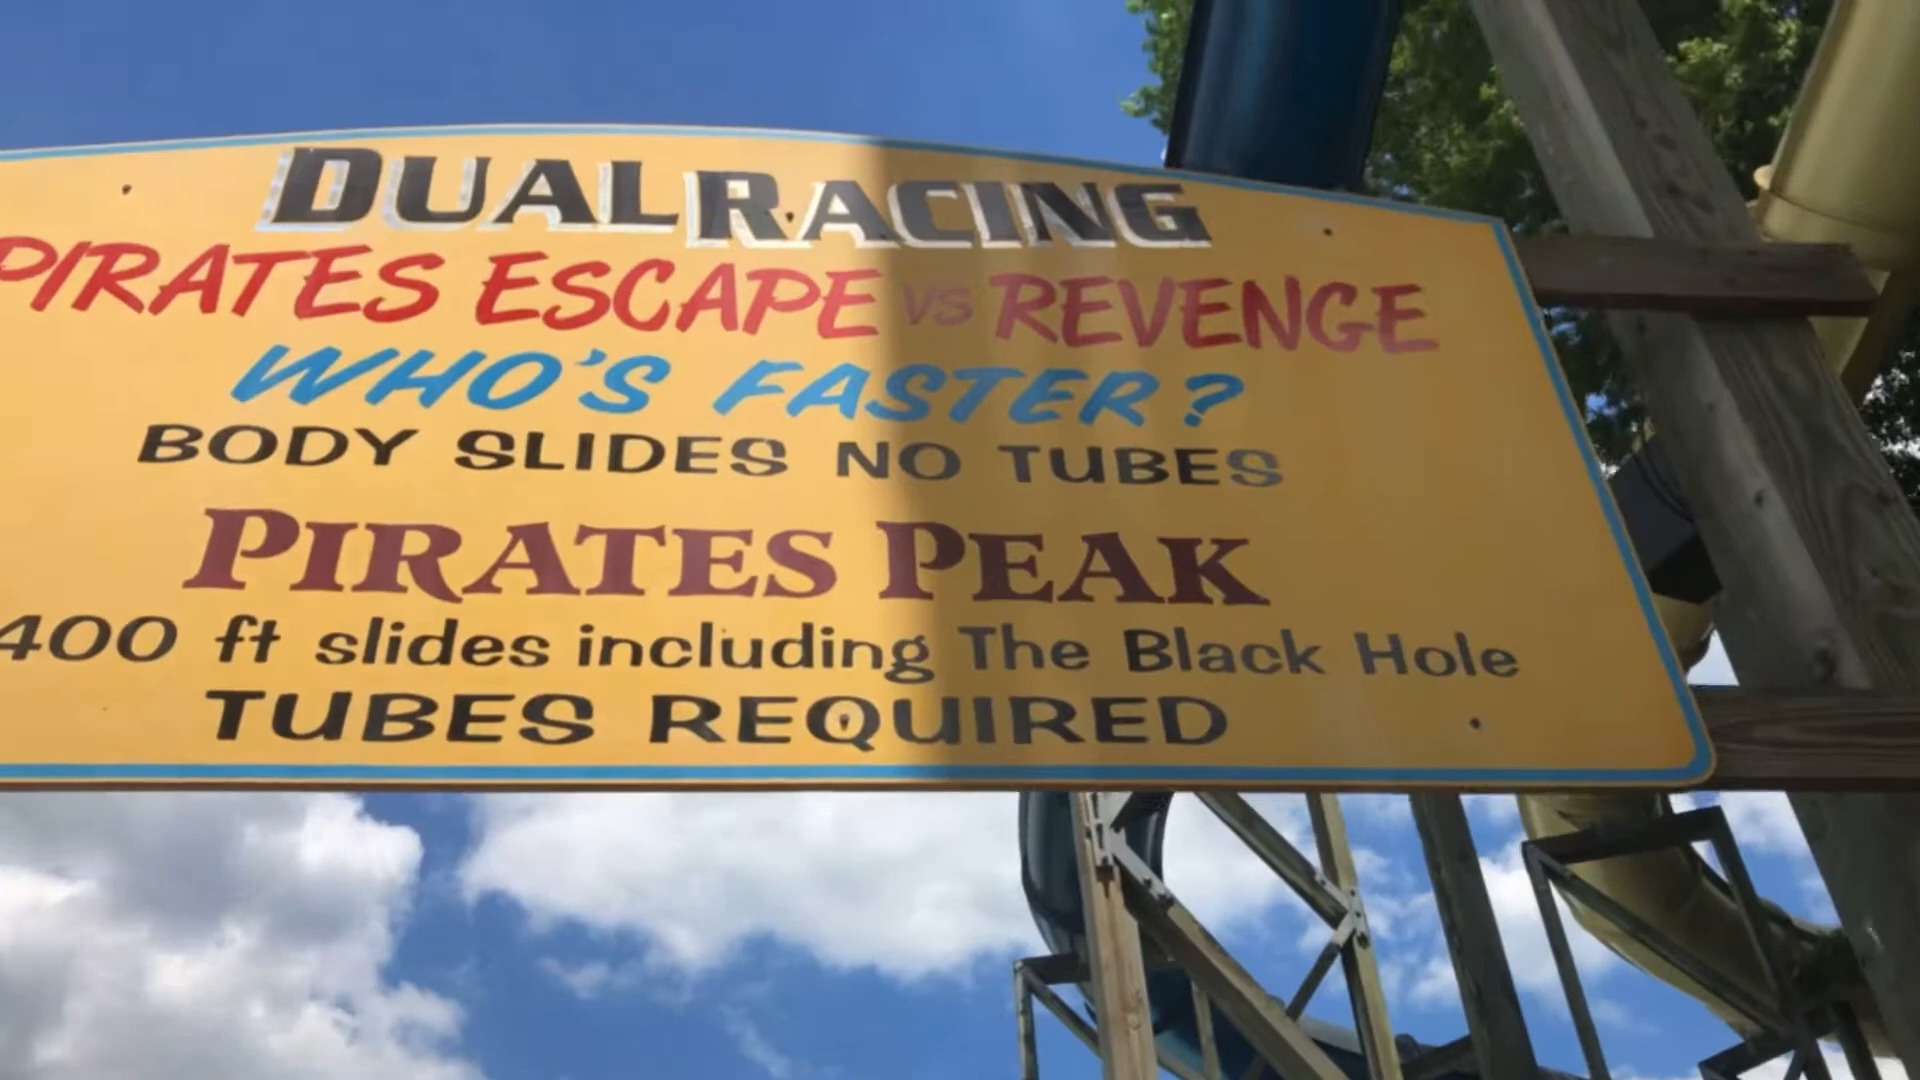 DUAL RACING
PIRATES ESCAPE VS REVENGE
WHO'S FASTER?
BODY SLIDES NO TUBES
PIRATES PEAK
400 ft slides including The Black Hole
TUBES REQUIRED